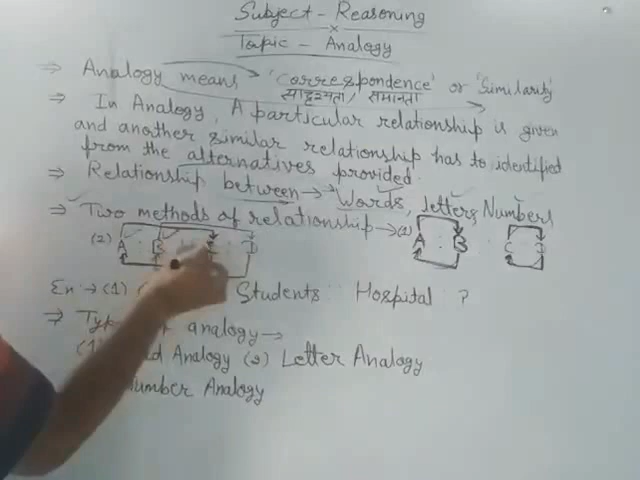 Subject - Reasoning
×
Topic - Analogy
⇒ Analogy means → 'Correspondence' or 'Similarity'
सादृश्यता / समानता
⇒ In Analogy, A particular relationship is given
and another similar relationship has to identified
from the alternatives provided.
⇒ Relationship between → Words, letters, Numbers
⇒ Two methods of relationship → (1) A : B :: C : D
(2) A : B
Ex → (1) Students : Hospital : ?
⇒ analogy →
(1) Analogy (2) Letter Analogy
Number Analogy